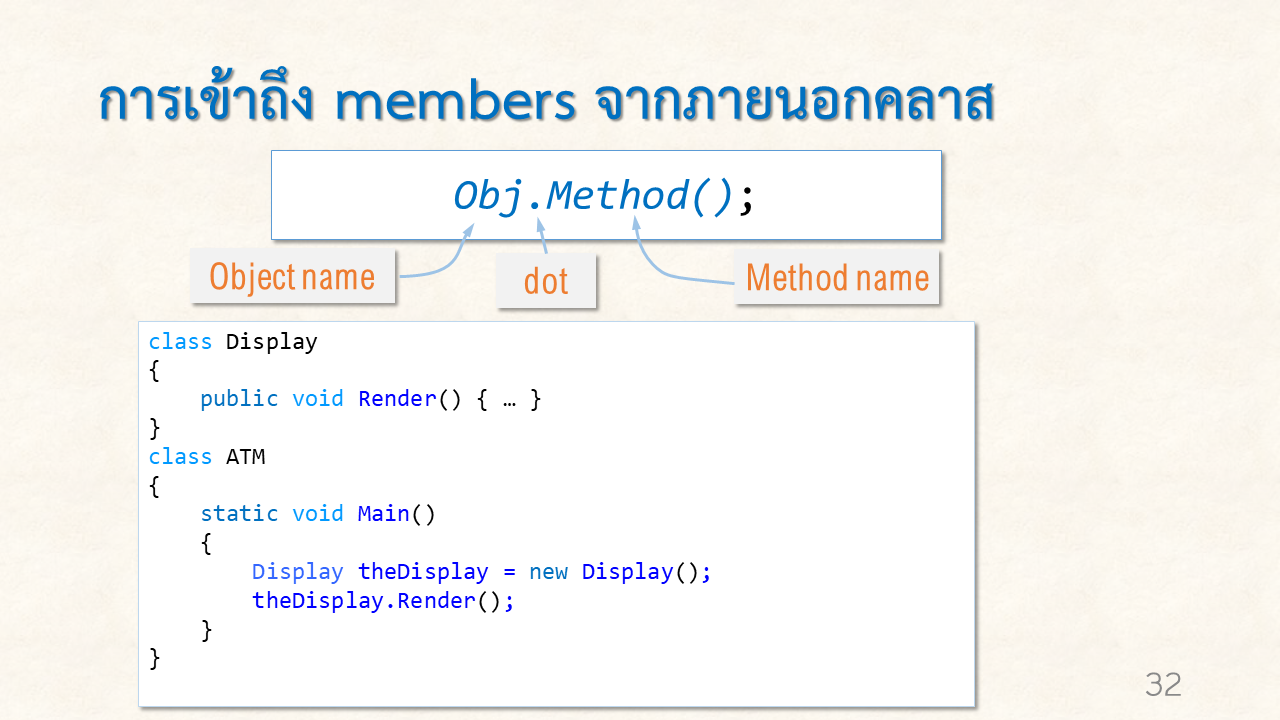 การเข้าถึง members จากภายนอกคลาส
Obj.Method();
Object name
dot
Method name
class Display
{
    public void Render() { … }
}
class ATM
{
    static void Main()
    {
        Display theDisplay = new Display();
        theDisplay.Render();
    }
}
32